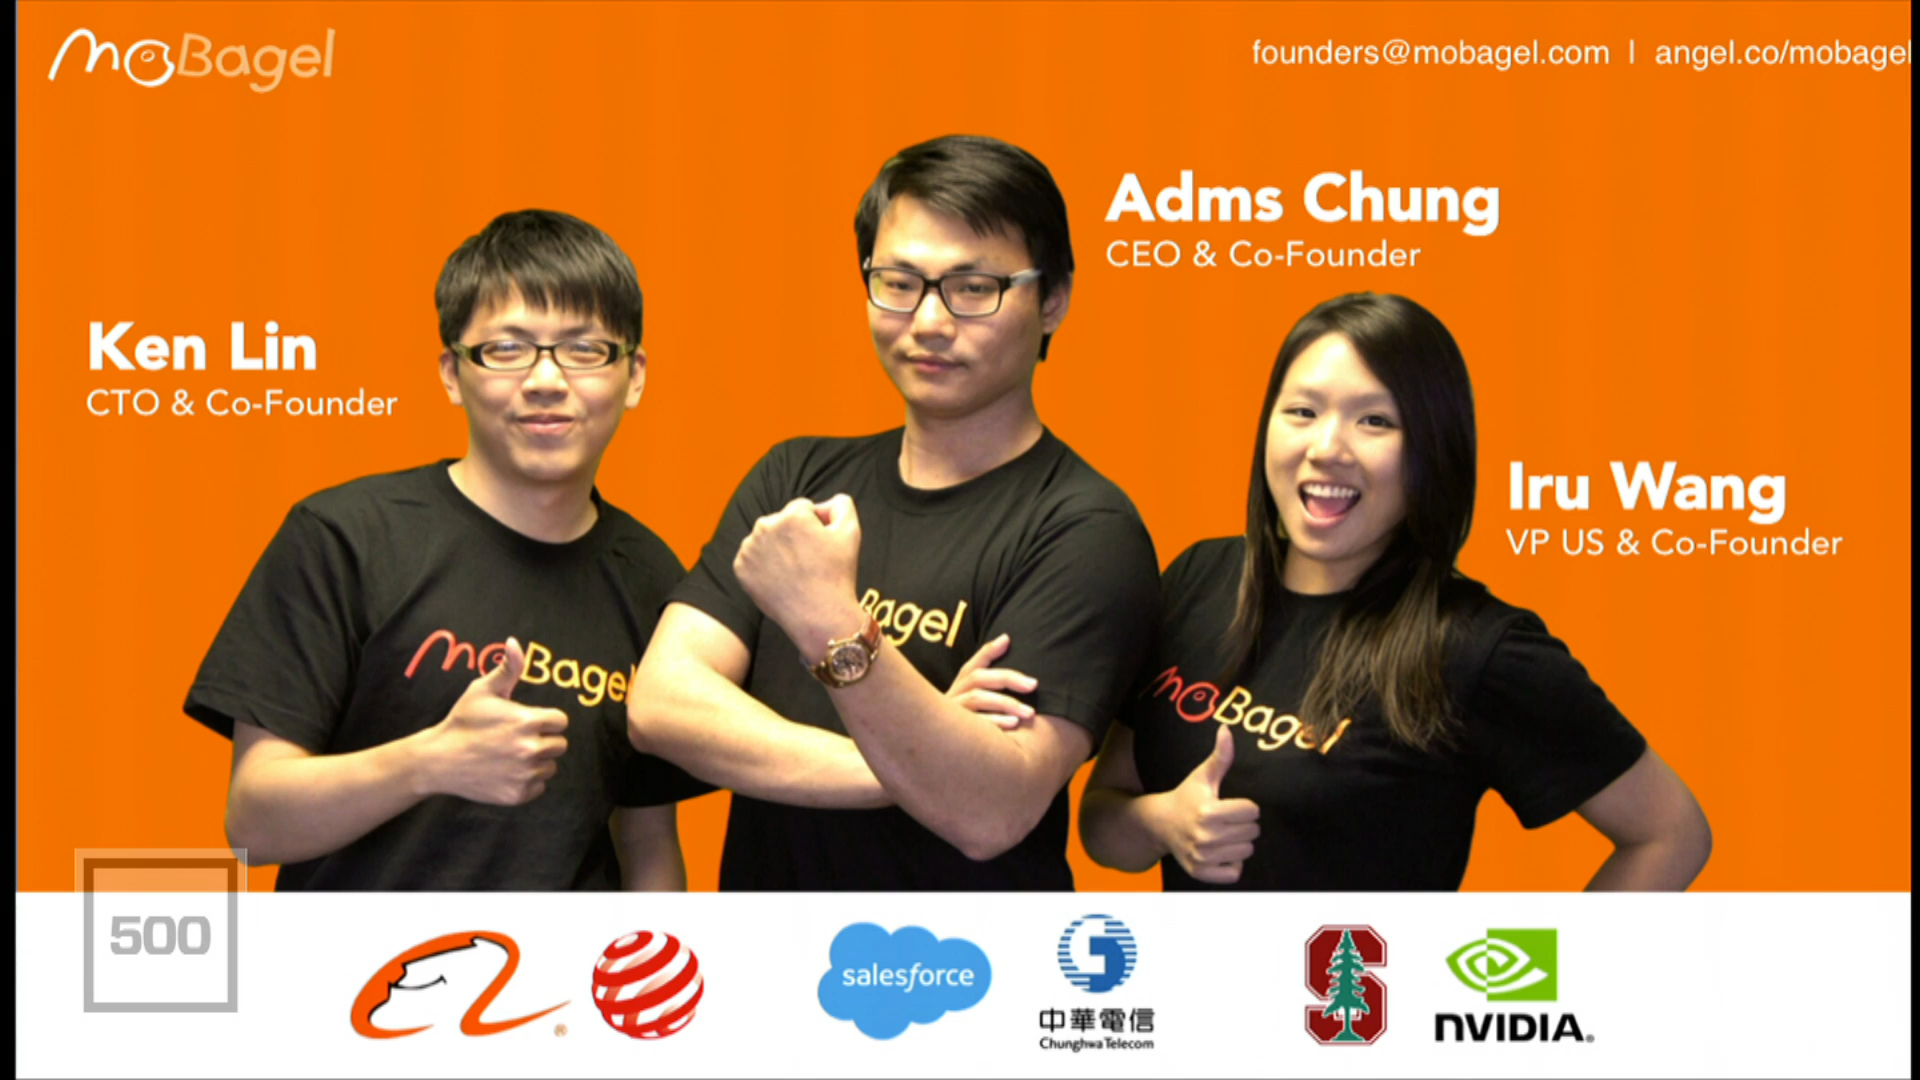 moBagel
founders@mobagel.com | angel.co/mobagel
Adms Chung
CEO & Co-Founder
Ken Lin
CTO & Co-Founder
Iru Wang
VP US & Co-Founder
moBagel
Bagel
moBagel
500
salesforce
中華電信
Chunghwa Telecom
S
NVIDIA.